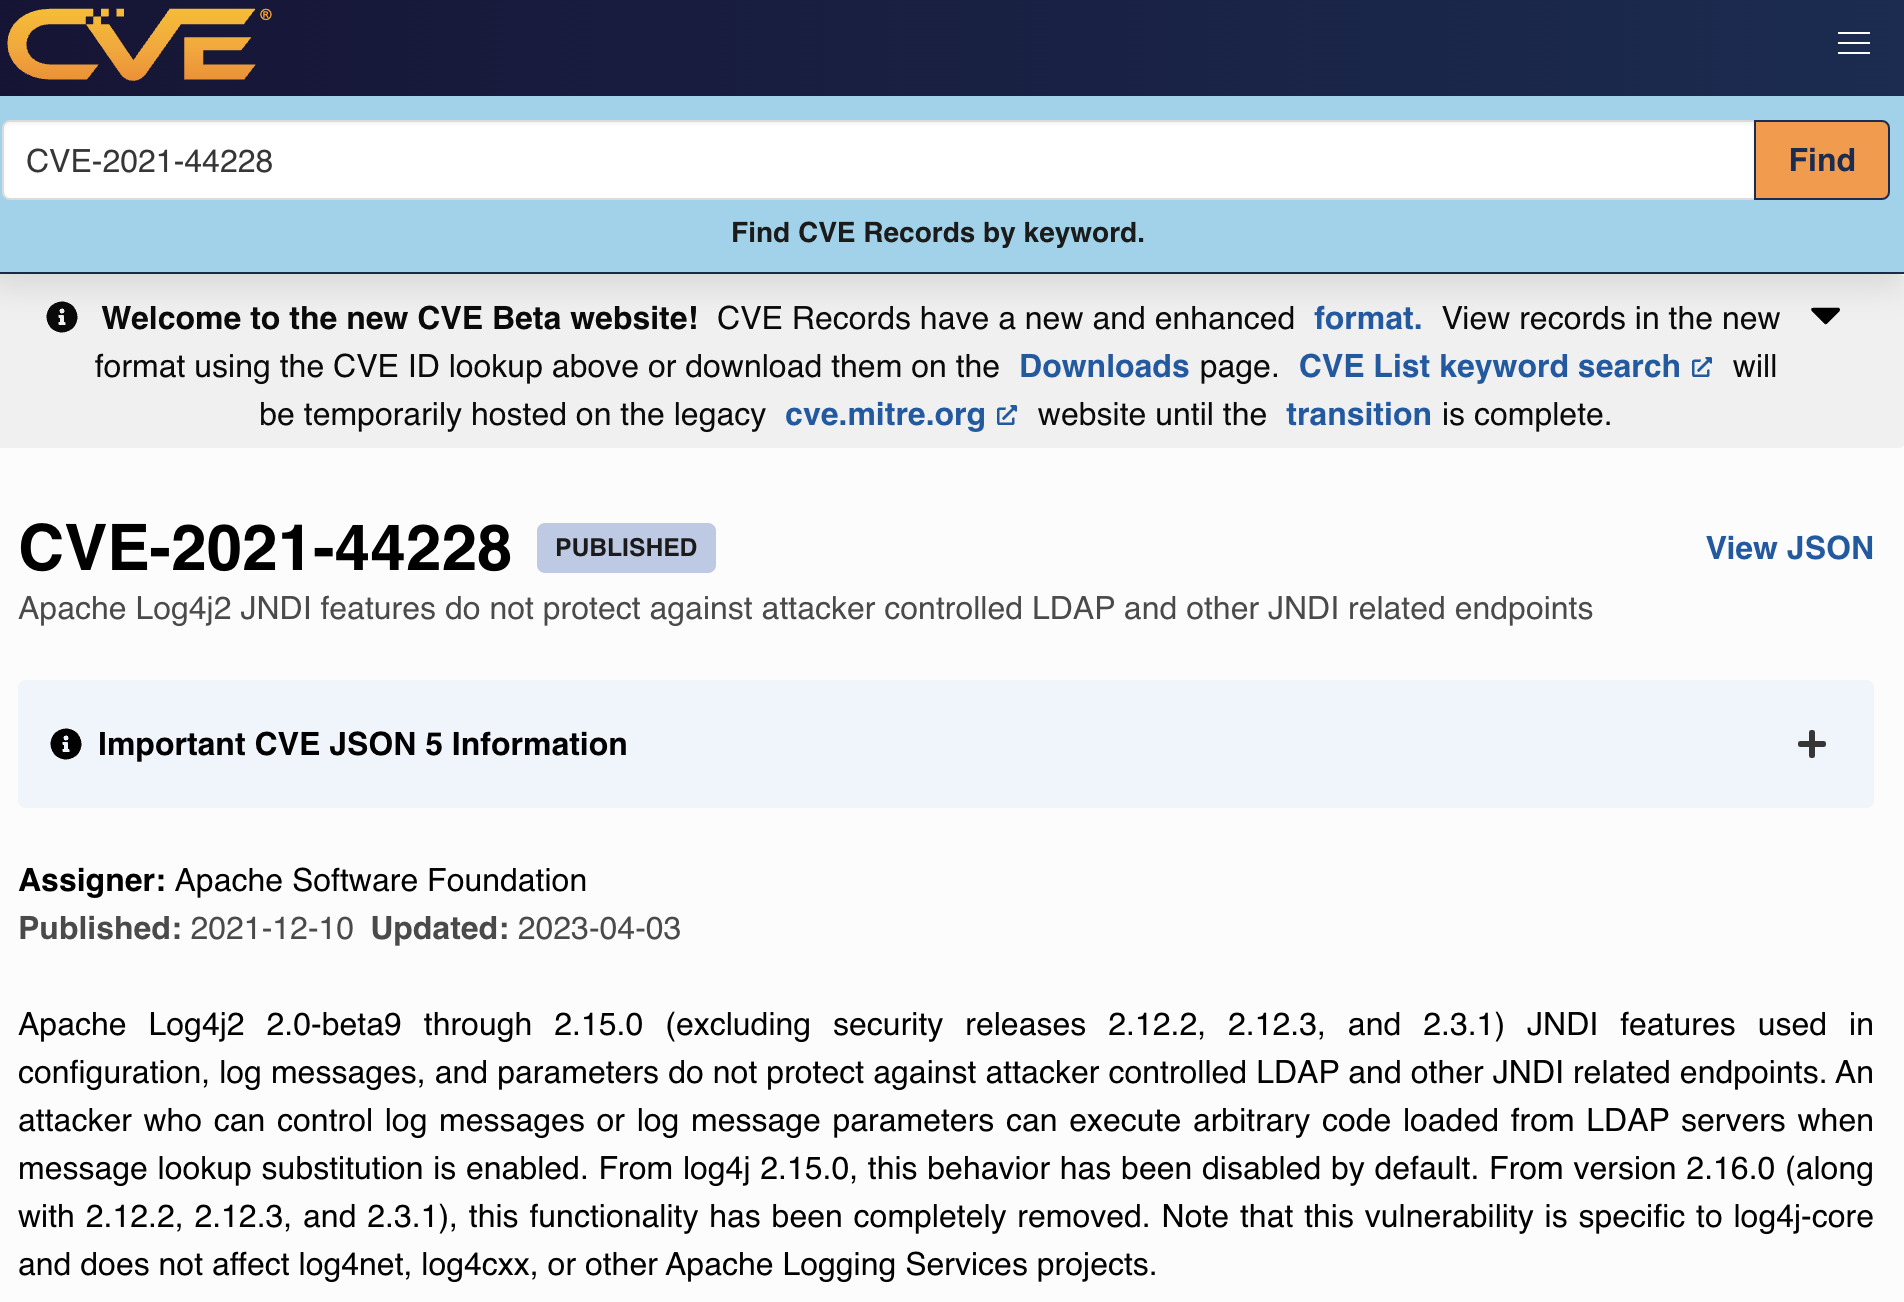 CVE®
CVE-2021-44228
Find
Find CVE Records by keyword.
Welcome to the new CVE Beta website! CVE Records have a new and enhanced format. View records in the new
format using the CVE ID lookup above or download them on the Downloads page. CVE List keyword search will
be temporarily hosted on the legacy cve.mitre.org website until the transition is complete.
CVE-2021-44228 PUBLISHED
View JSON
Apache Log4j2 JNDI features do not protect against attacker controlled LDAP and other JNDI related endpoints
Important CVE JSON 5 Information
Assigner: Apache Software Foundation
Published: 2021-12-10 Updated: 2023-04-03
Apache Log4j2 2.0-beta9 through 2.15.0 (excluding security releases 2.12.2, 2.12.3, and 2.3.1) JNDI features used in
configuration, log messages, and parameters do not protect against attacker controlled LDAP and other JNDI related endpoints. An
attacker who can control log messages or log message parameters can execute arbitrary code loaded from LDAP servers when
message lookup substitution is enabled. From log4j 2.15.0, this behavior has been disabled by default. From version 2.16.0 (along
with 2.12.2, 2.12.3, and 2.3.1), this functionality has been completely removed. Note that this vulnerability is specific to log4j-core
and does not affect log4net, log4cxx, or other Apache Logging Services projects.